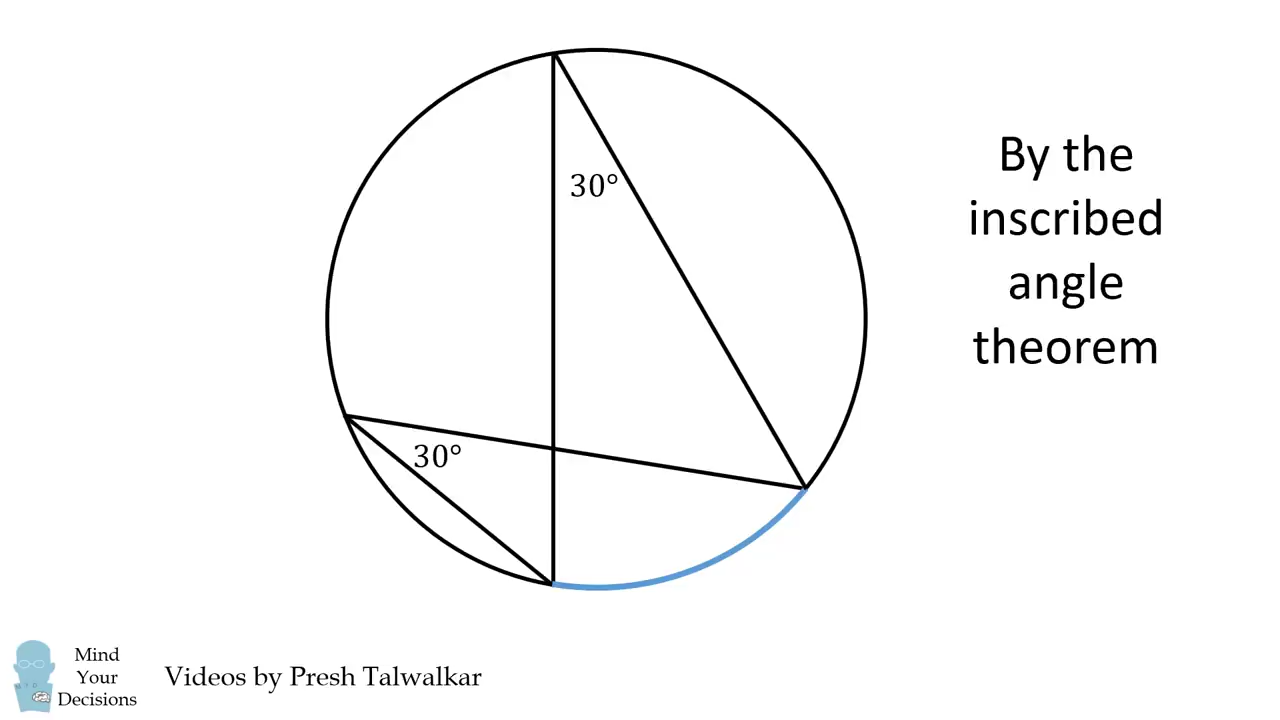 30°
By the
inscribed
angle
theorem
30°
Mind
Your
Decisions
Videos by Presh Talwalkar